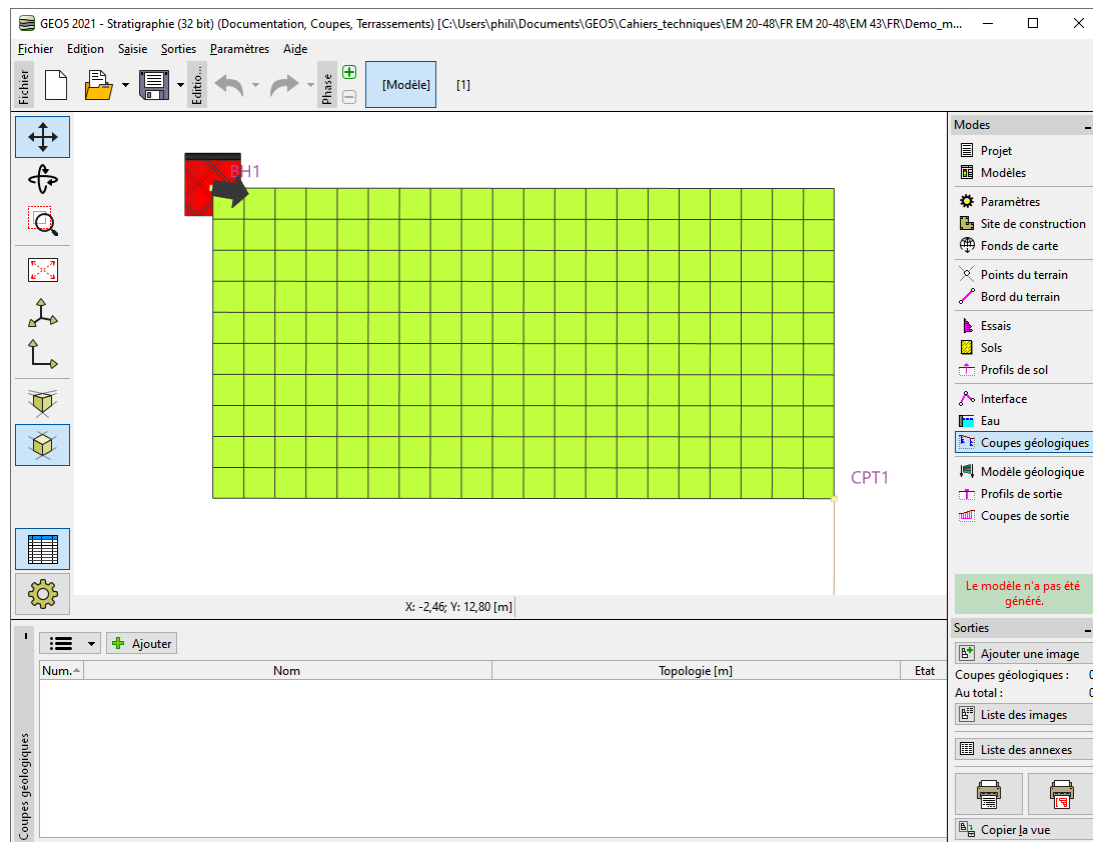 GEO5 2021 - Stratigraphie (32 bit) (Documentation, Coupes, Terrassements) [C:\Users\phili\Documents\GEO5\Cahiers_techniques\EM 20-48\FR EM 20-48\EM 43\FR\Demo_m...
Fichier Edition Saisie Sorties Paramètres Aide
Fichier
Editio...
Phase
[Modèle] [1]
BH1
CPT1
X: -2,46; Y: 12,80 [m]
Modes
Projet
Modèles
Paramètres
Site de construction
Fonds de carte
Points du terrain
Bord du terrain
Essais
Sols
Profils de sol
Interface
Eau
Coupes géologiques
Modèle géologique
Profils de sortie
Coupes de sortie
Le modèle n'a pas été
généré.
Sorties
Ajouter une image
Coupes géologiques : 0
Au total : 0
Liste des images
Liste des annexes
Copier la vue
Coupes géologiques
Ajouter
Num. Nom Topologie [m] Etat